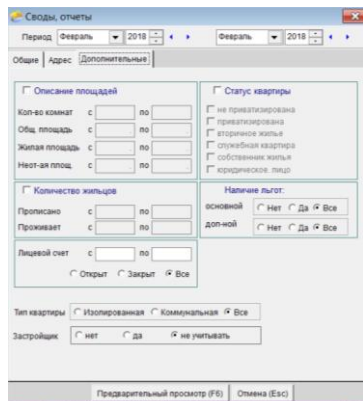 Своды, отчеты
Период Февраль 2018 Февраль 2018
Общие Адрес Дополнительные
Описание площадей
Кол-во комнат с по
Общ. площадь с по
Жилая площадь с по
Неот-ая площ. с по
Статус квартиры
не приватизирована
приватизирована
вторичное жилье
служебная квартира
собственник жилья
юридическое. лицо
Количество жильцов
Прописано с по
Проживает с по
Наличие льгот:
основной Нет Да Все
доп-ной Нет Да Все
Лицевой счет с по
Открыт Закрыт Все
Тип квартиры Изолированная Коммунальная Все
Застройщик нет да не учитывать
Предварительный просмотр (F6) Отмена (Esc)